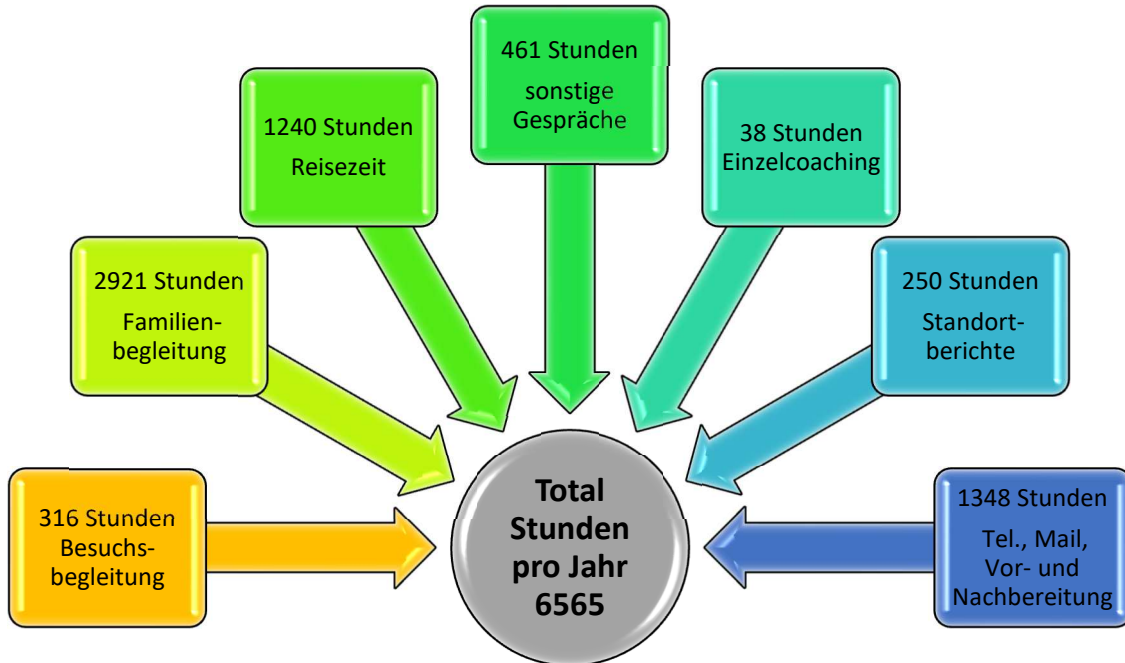 316 Stunden
Besuchs-
begleitung
2921 Stunden
Familien-
begleitung
1240 Stunden
Reisezeit
461 Stunden
sonstige
Gespräche
38 Stunden
Einzelcoaching
250 Stunden
Standort-
berichte
1348 Stunden
Tel., Mail,
Vor- und
Nachbereitung
Total
Stunden
pro Jahr
6565